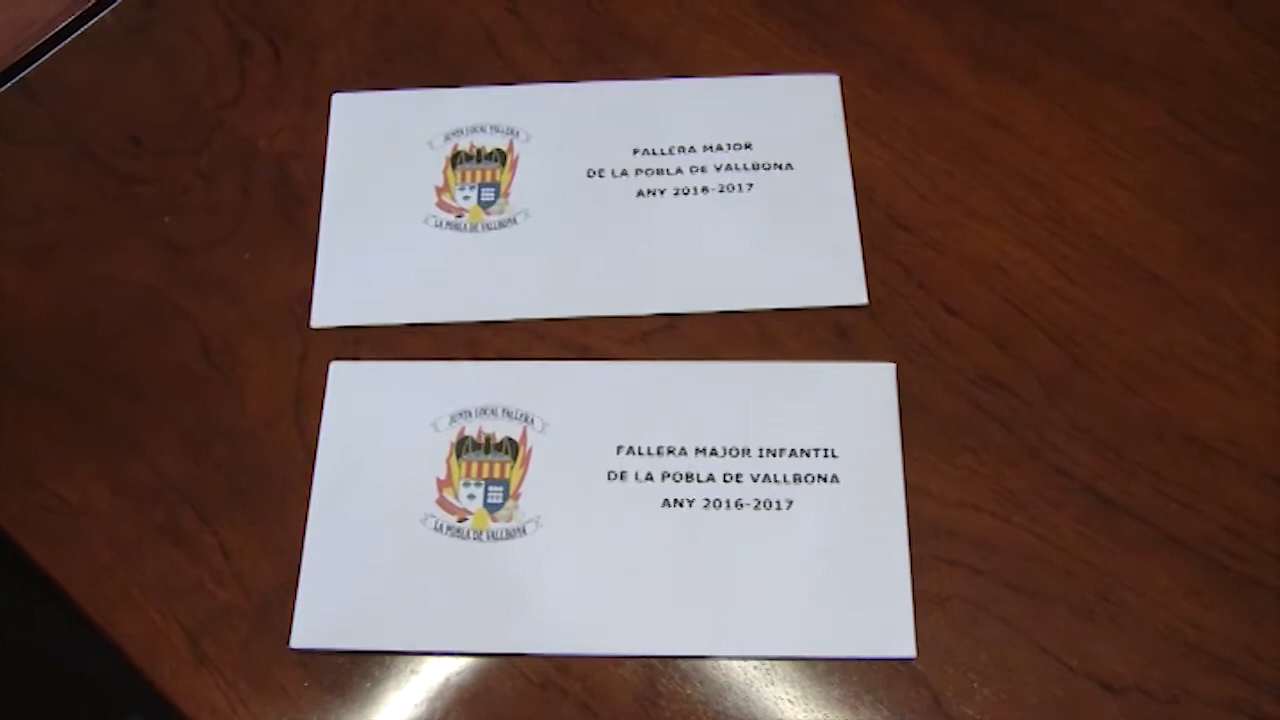 JUNTA LOCAL FALLERA
LA POBLA DE VALLBONA
FALLERA MAJOR
DE LA POBLA DE VALLBONA
ANY 2016-2017
JUNTA LOCAL FALLERA
LA POBLA DE VALLBONA
FALLERA MAJOR INFANTIL
DE LA POBLA DE VALLBONA
ANY 2016-2017